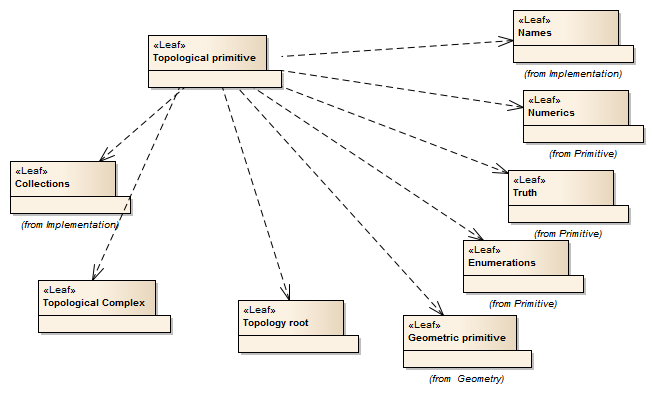 «Leaf»
Topological primitive
«Leaf»
Names
(from Implementation)
«Leaf»
Numerics
(from Primitive)
«Leaf»
Truth
(from Primitive)
«Leaf»
Collections
(from Implementation)
«Leaf»
Enumerations
(from Primitive)
«Leaf»
Topological Complex
«Leaf»
Topology root
«Leaf»
Geometric primitive
(from  Geometry)